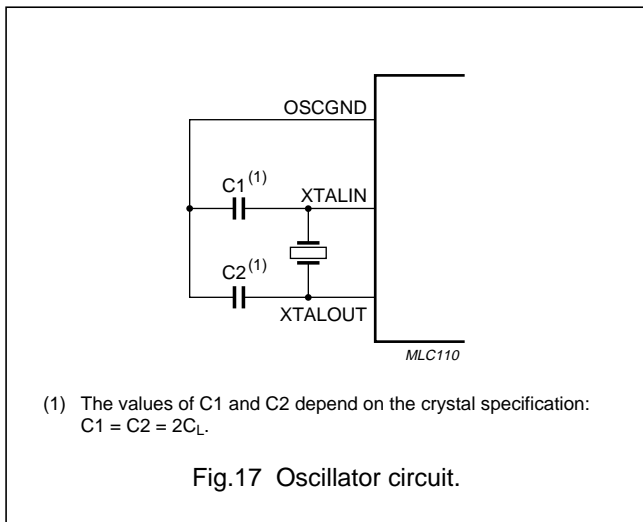 OSCGND
C1(1)
XTALIN
C2(1)
XTALOUT
MLC110
(1) The values of C1 and C2 depend on the crystal specification:
C1 = C2 = 2CL.
Fig.17 Oscillator circuit.